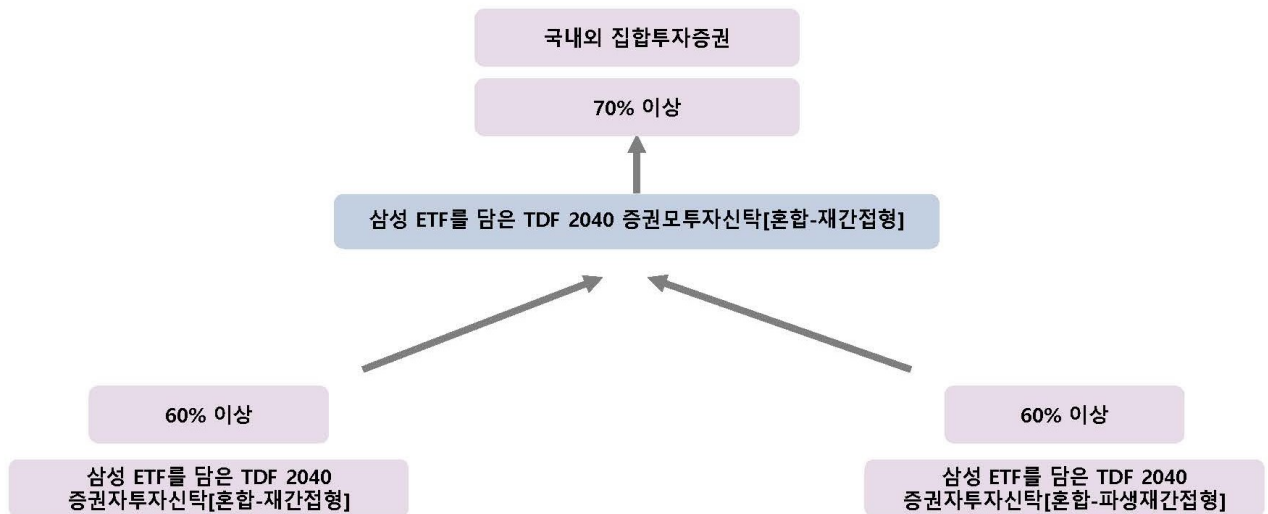 국내외 집합투자증권
70% 이상
삼성 ETF를 담은 TDF 2040 증권모투자신탁[혼합-재간접형]
60% 이상
60% 이상
삼성 ETF를 담은 TDF 2040
증권자투자신탁[혼합-재간접형]
삼성 ETF를 담은 TDF 2040
증권자투자신탁[혼합-파생재간접형]